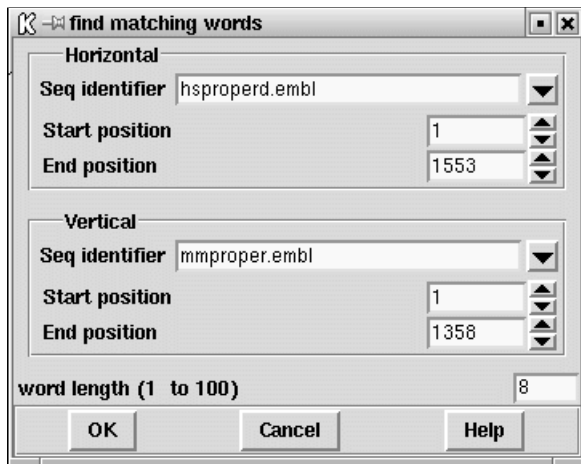 find matching words
Horizontal
Seq identifier hsproperd.embl
Start position 1
End position 1553
Vertical
Seq identifier mmproper.embl
Start position 1
End position 1358
word length (1 to 100) 8
OK Cancel Help